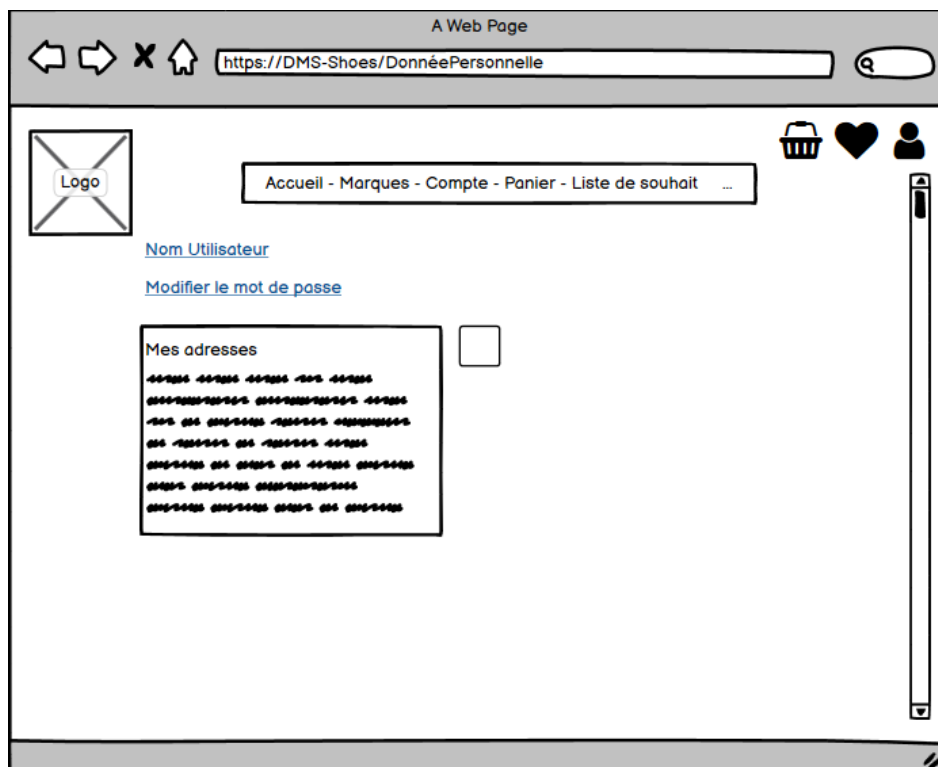 A Web Page
https://DMS-Shoes/DonnéePersonnelle
Logo
Accueil - Marques - Compte - Panier - Liste de souhait ...
Nom Utilisateur
Modifier le mot de passe
Mes adresses